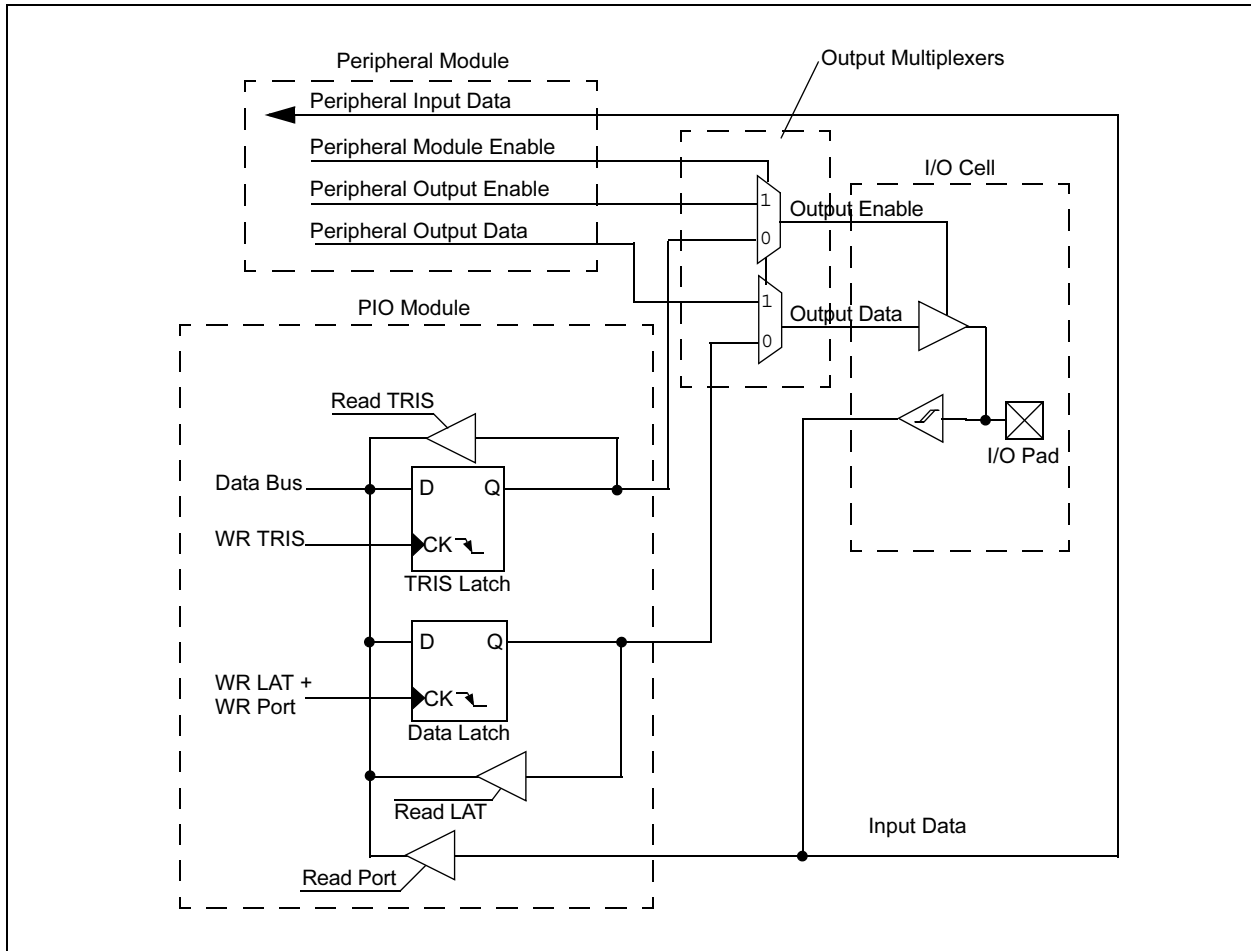 Peripheral Module
Output Multiplexers
Peripheral Input Data
Peripheral Module Enable
I/O Cell
Peripheral Output Enable
1
Output Enable
0
Peripheral Output Data
PIO Module
1
Output Data
0
Read TRIS
I/O Pad
Data Bus
D
Q
WR TRIS
CK
TRIS Latch
D
Q
WR LAT +
WR Port
CK
Data Latch
Read LAT
Input Data
Read Port